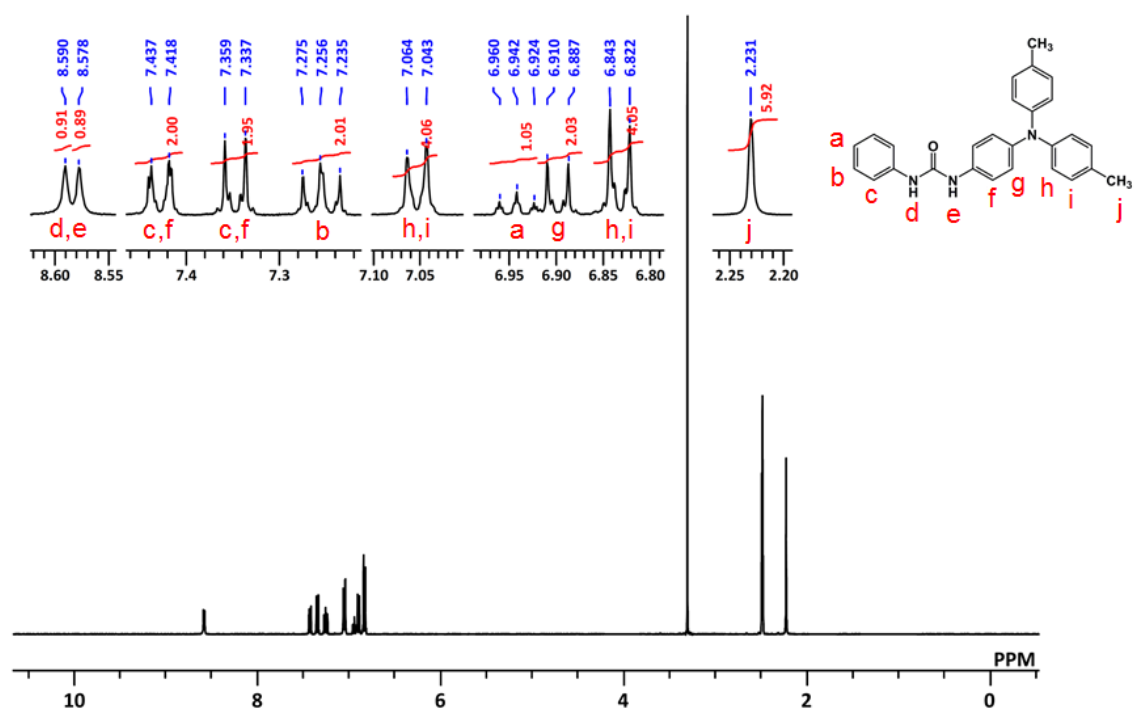 8.590 8.578 7.437 7.418 7.359 7.337 7.275 7.256 7.235 7.064 7.043 6.960 6.942 6.924 6.910 6.887 6.843 6.822 2.231
0.91 0.89 2.00 1.95 2.01 4.06 1.05 2.03 4.05 5.92
d,e c,f c,f b h,i a g h,i j
8.60 8.55 7.4 7.3 7.10 7.05 6.95 6.90 6.85 6.80 2.25 2.20
CH3
a
b
c
O
N
H
d
N
H
e
f
g
N
h
i
CH3
j
PPM
10 8 6 4 2 0